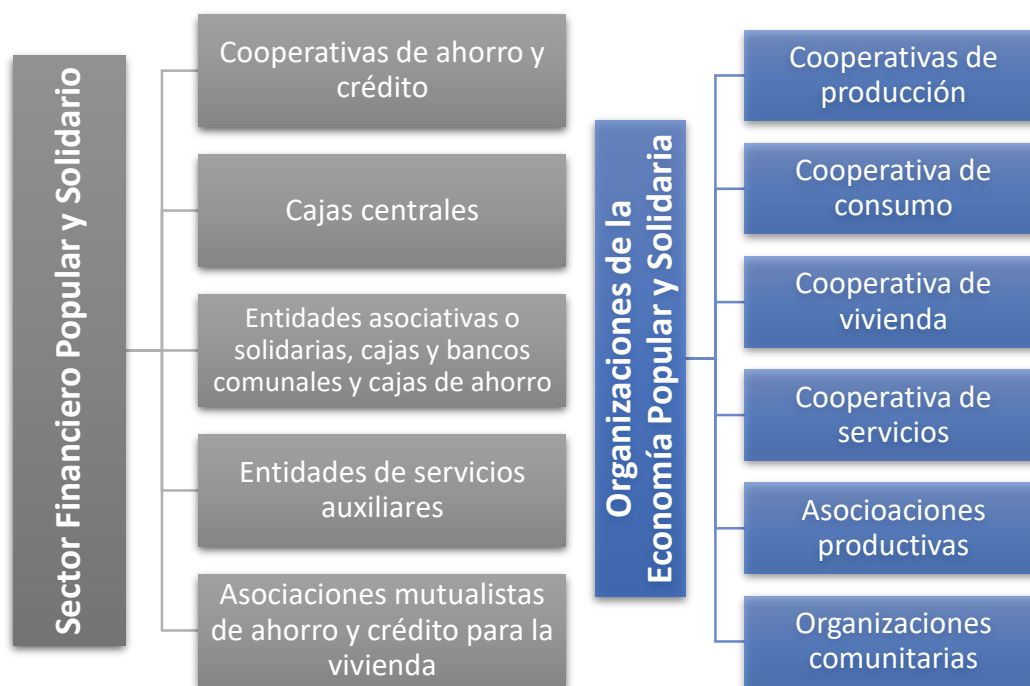 Sector Financiero Popular y Solidario
Cooperativas de ahorro y
crédito
Cajas centrales
Entidades asociativas o
solidarias, cajas y bancos
comunales y cajas de ahorro
Entidades de servicios
auxiliares
Asociaciones mutualistas
de ahorro y crédito para la
vivienda
Organizaciones de la
Economía Popular y Solidaria
Cooperativas de
producción
Cooperativa de
consumo
Cooperativa de
vivienda
Cooperativa de
servicios
Asocioaciones
productivas
Organizaciones
comunitarias